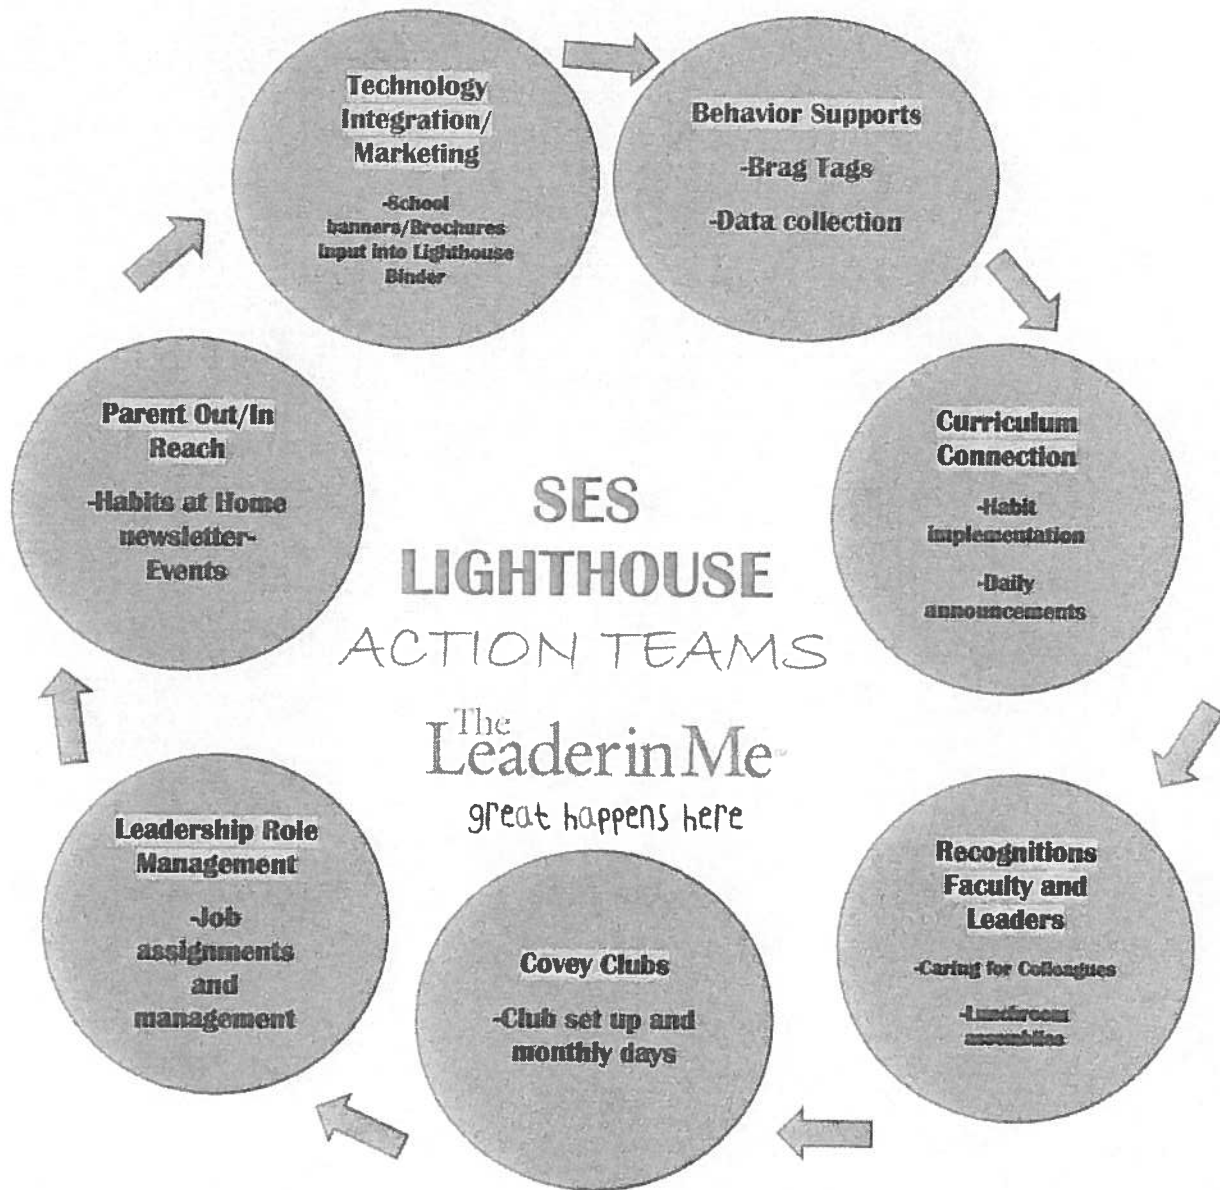 Technology
Integration/
Marketing
-School
banners/Brochures
Input into Lighthouse
Binder
Behavior Supports
-Brag Tags
-Data collection
Curriculum
Connection
-Habit
implementation
-Daily
announcements
Recognitions
Faculty and
Leaders
-Caring for Colleagues
-Lunchroom
assemblies
Covey Clubs
-Club set up and
monthly days
Leadership Role
Management
-Job
assignments
and
management
Parent Out/In
Reach
-Habits at Home
newsletter-
Events
SES
LIGHTHOUSE
ACTION TEAMS
The
Leader in Me
great happens here